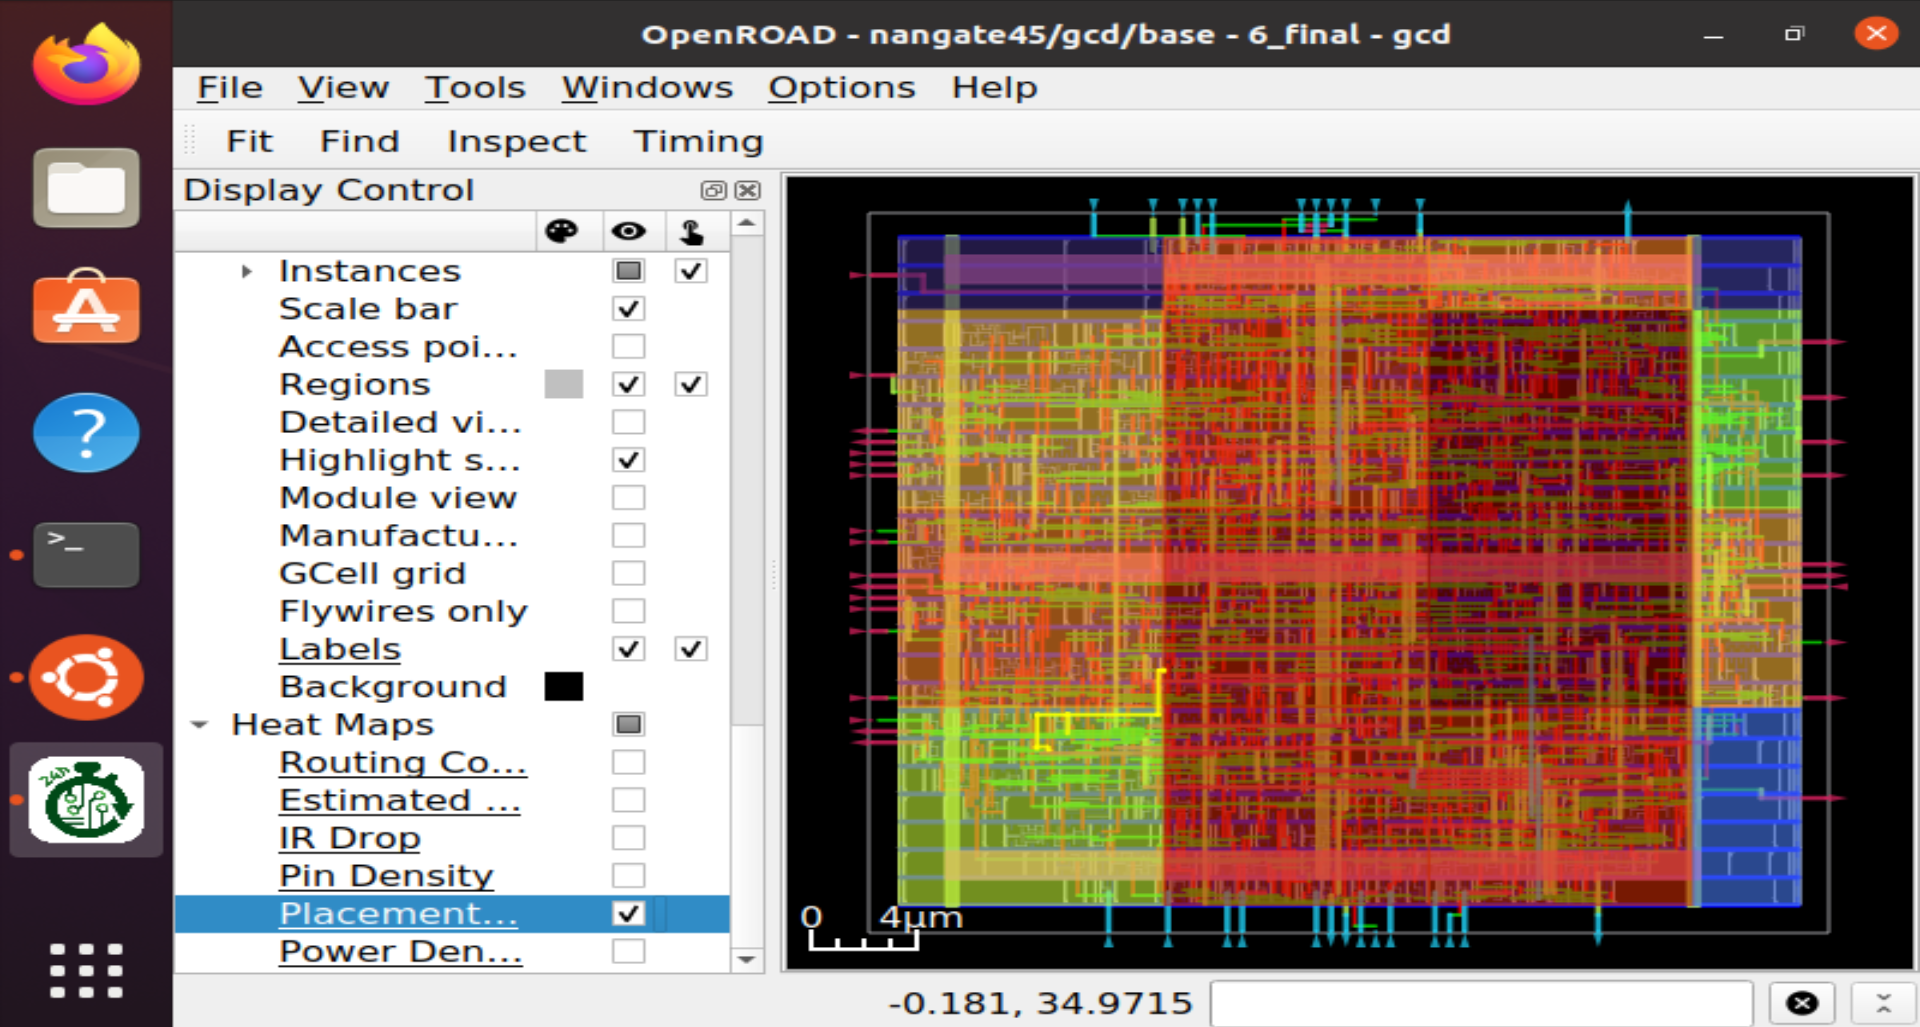 OpenROAD - nangate45/gcd/base - 6_final - gcd
File View Tools Windows Options Help
Fit Find Inspect Timing
Display Control
Instances
Scale bar
Access poi...
Regions
Detailed vi...
Highlight s...
Module view
Manufactu...
GCell grid
Flywires only
Labels
Background
Heat Maps
Routing Co...
Estimated ...
IR Drop
Pin Density
Placement...
Power Den...
0 4µm
-0.181, 34.9715
>_
?
24h